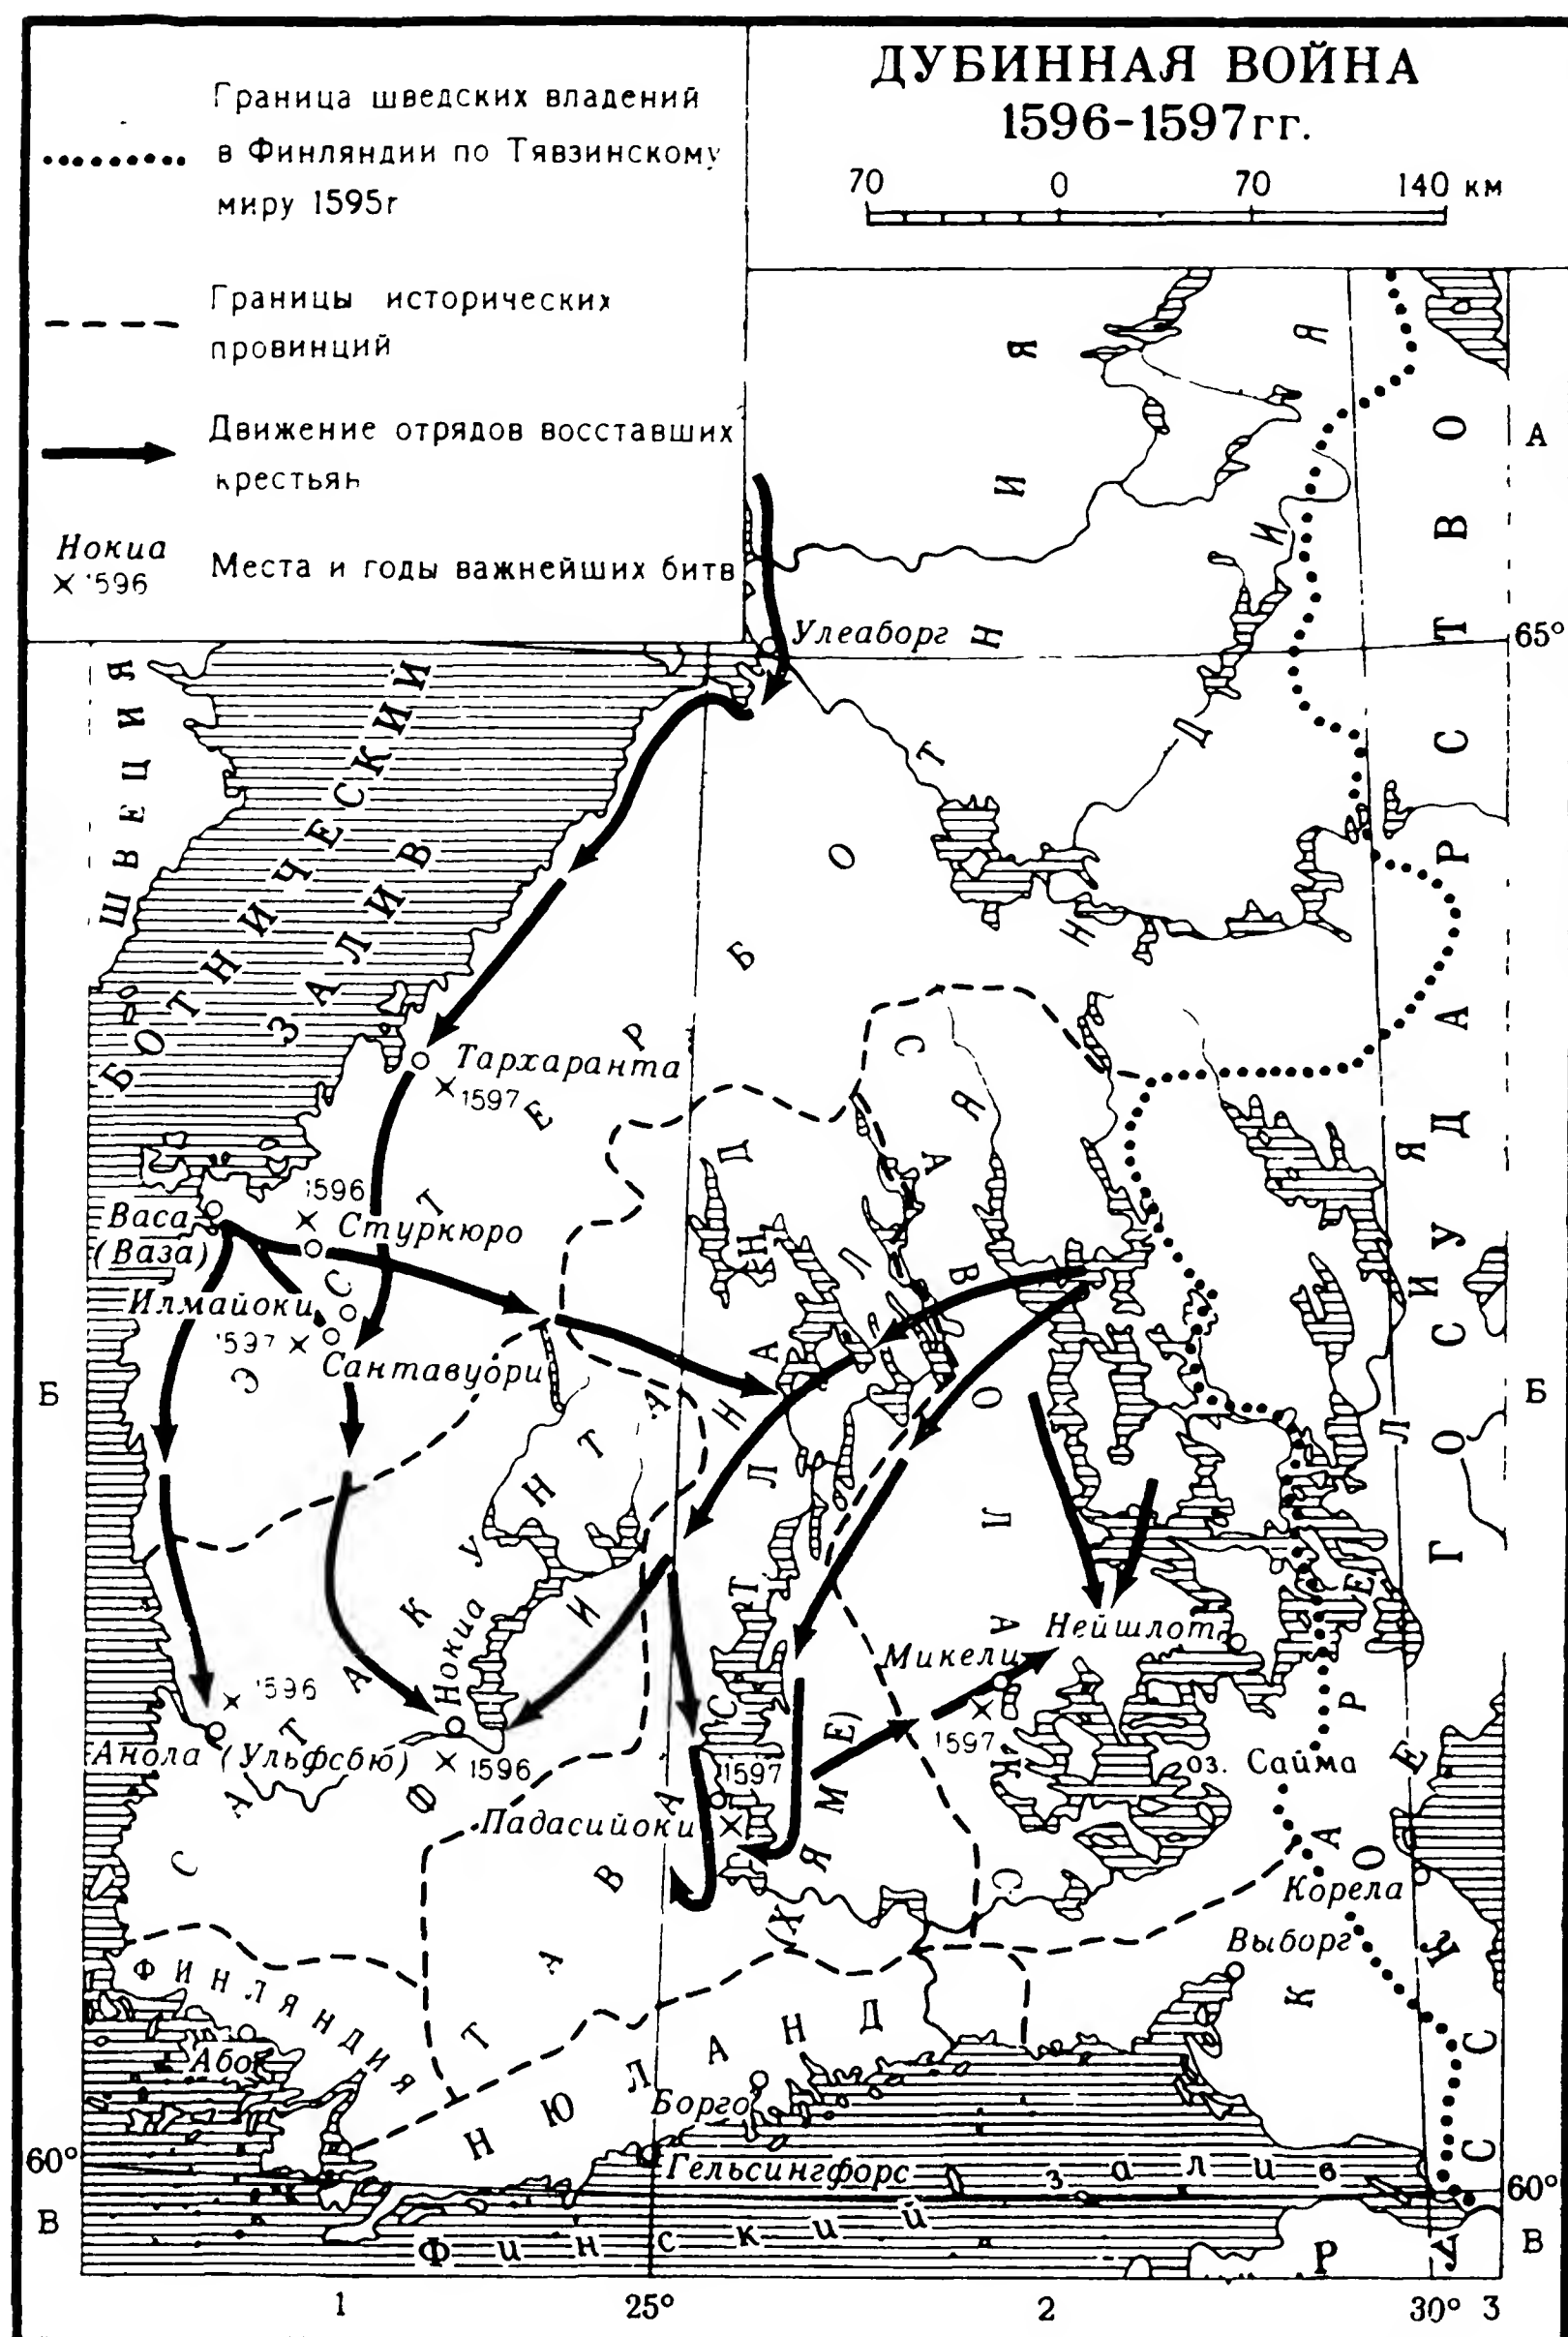 ДУБИННАЯ ВОЙНА
1596-1597гг.
70 0 70 140 км
Граница шведских владений
в Финляндии по Тявзинскому
миру 1595г
Границы исторических
провинций
Движение отрядов восставших
крестьян
Нокиа
× 1596
Места и годы важнейших битв
А
65°
Улеаборг
ШВЕЦИЯ
БОТНИЧЕСКИЙ
ЗАЛИВ
ЭСТЕРБОТНИЯ
ГОСУДАРСТВО
Тархаранта
× 1597
1596
×
Васа
(Ваза)
Стуркюро
Илмайоки
1597 ×
Сантавуори
Б
Б
САВОЛАКС
САТАКУНТА
Нокиа
× 1596
× 1596
Анола (Ульфсбю)
Нейшлот
Микели
×
1597
оз. Сайма
1597
Падасийоки ×
ТАВАСТЛАНД
(ХЯМЕ)
КАРЕЛИЯ
Корела
Выборг
ФИНЛЯНДИЯ
Або
НЮЛАНД
Борго
Гельсингфорс
Финский залив
60°
60°
В
В
1 25° 2 30° 3